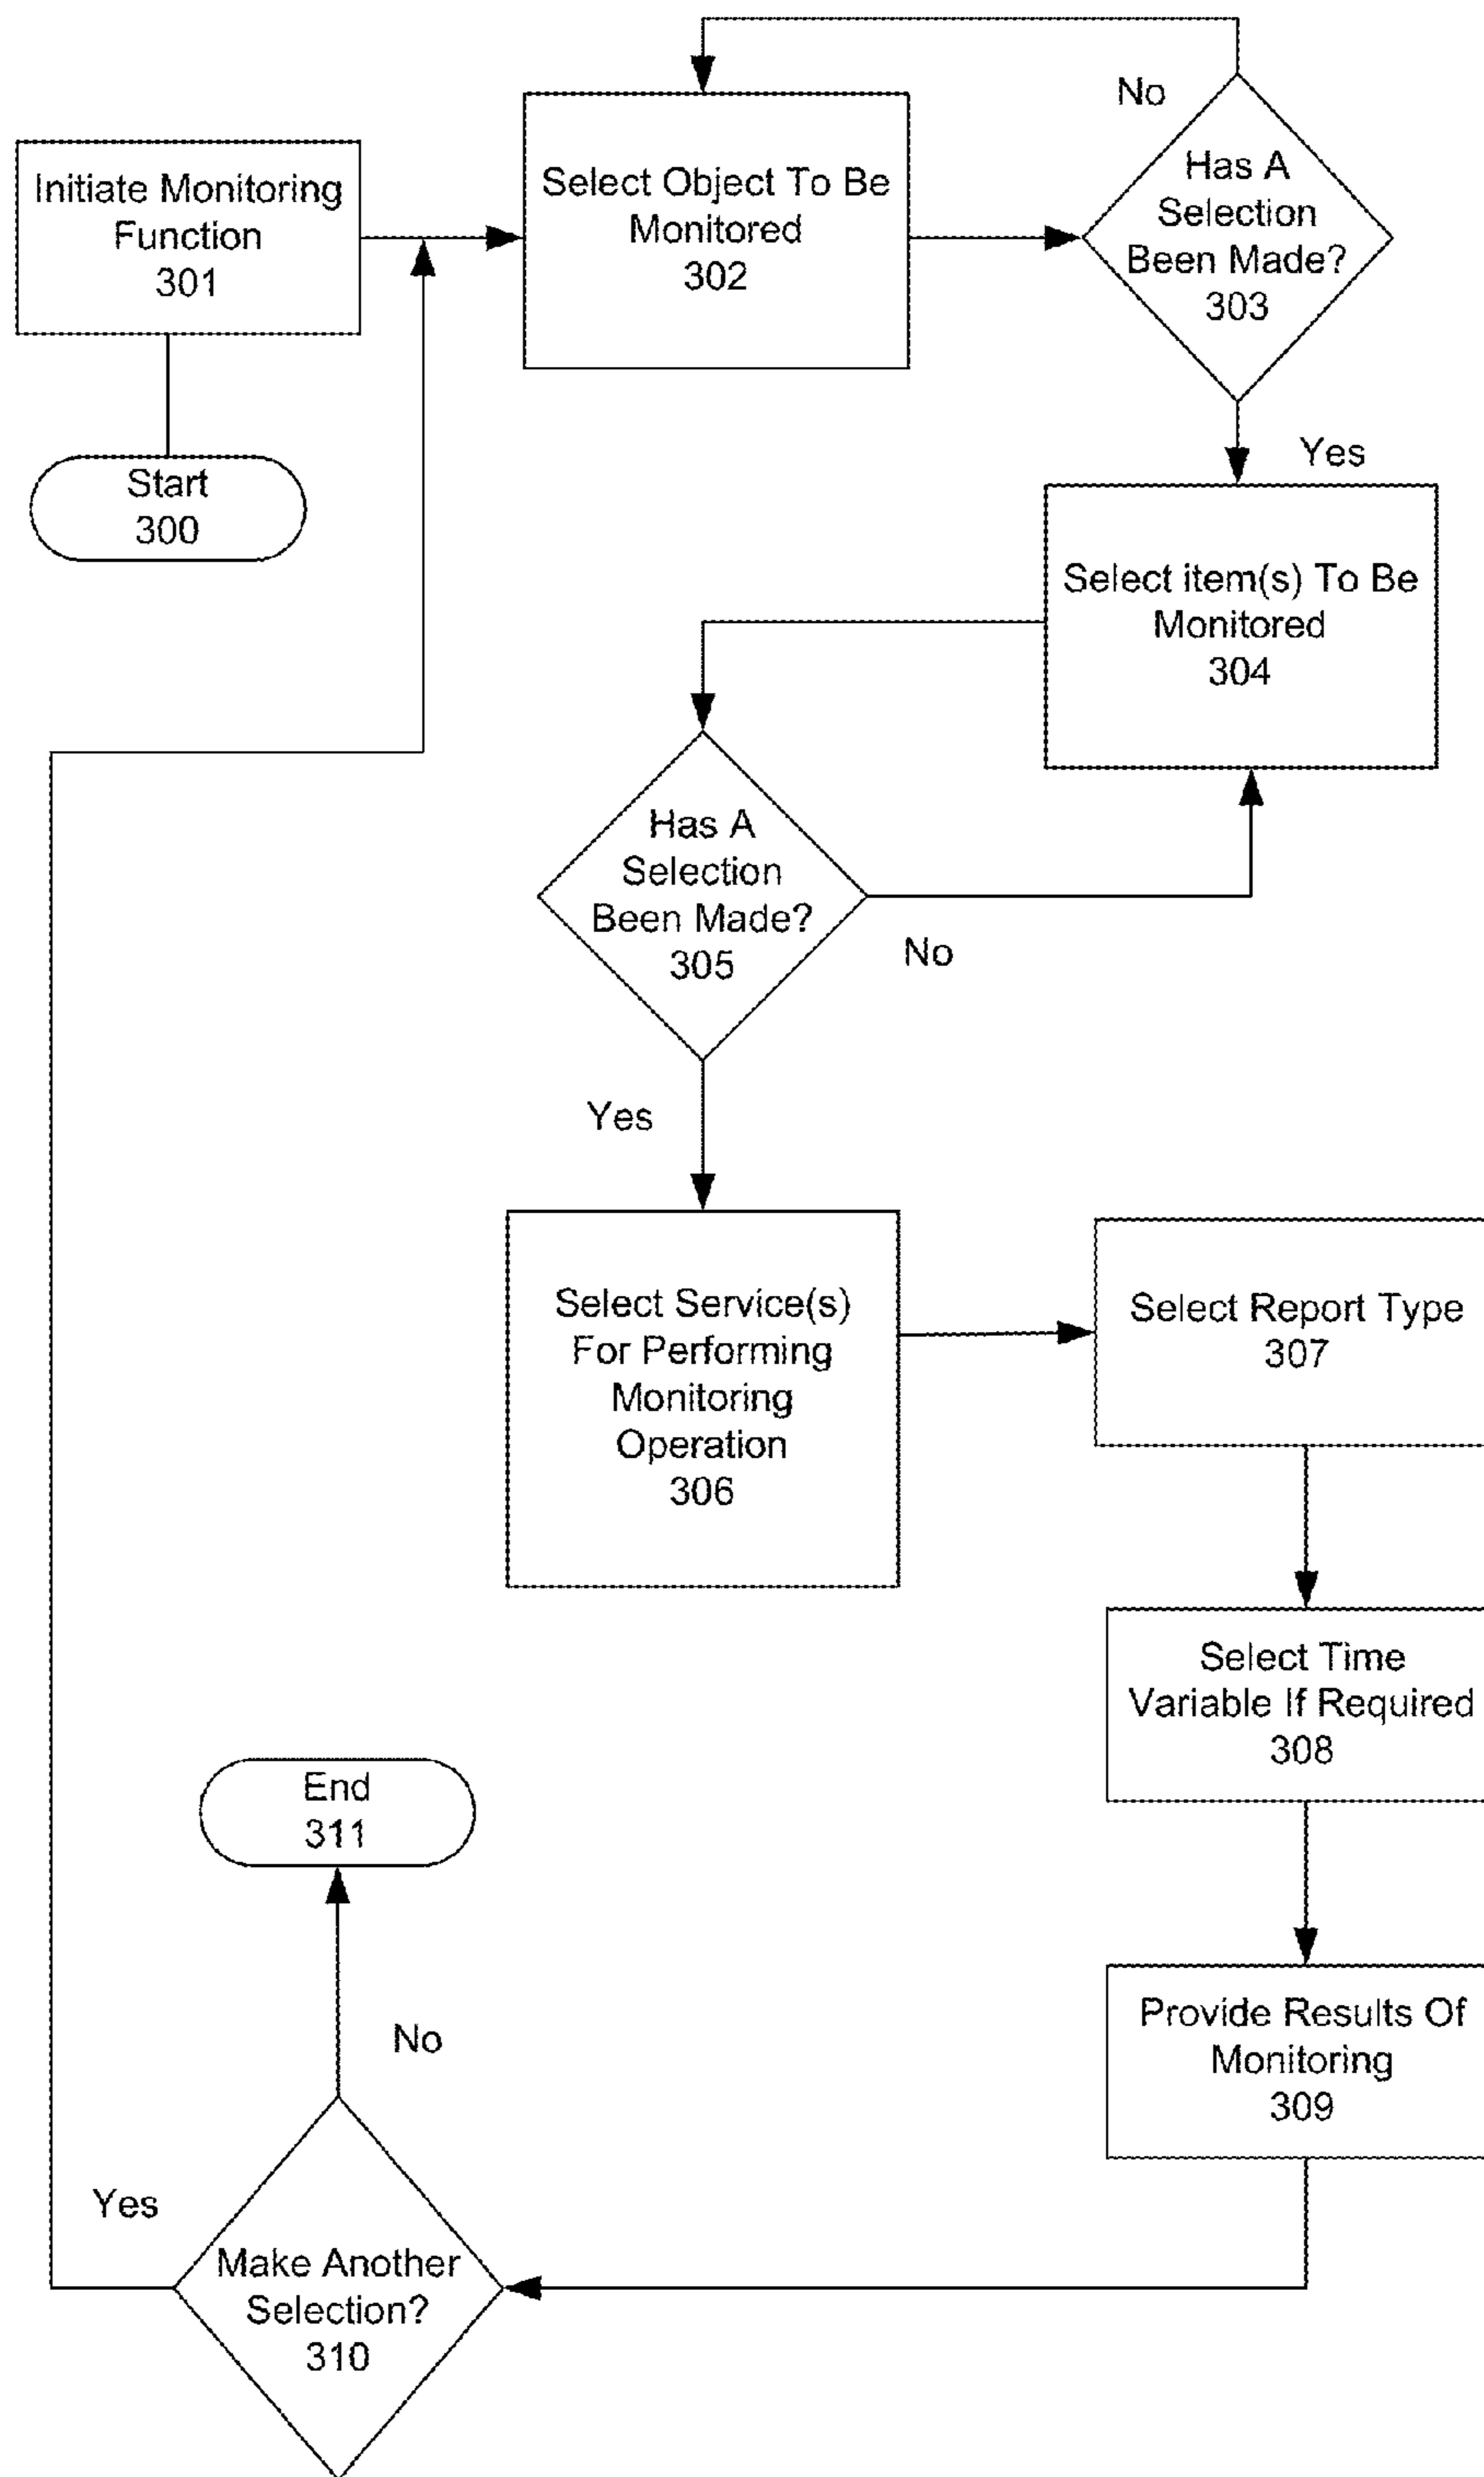 Initiate Monitoring
Function
301
Start
300
Select Object To Be
Monitored
302
No
Has A
Selection
Been Made?
303
Yes
Select item(s) To Be
Monitored
304
Has A
Selection
Been Made?
305
No
Yes
Select Service(s)
For Performing
Monitoring
Operation
306
Select Report Type
307
Select Time
Variable If Required
308
Provide Results Of
Monitoring
309
Make Another
Selection?
310
Yes
No
End
311